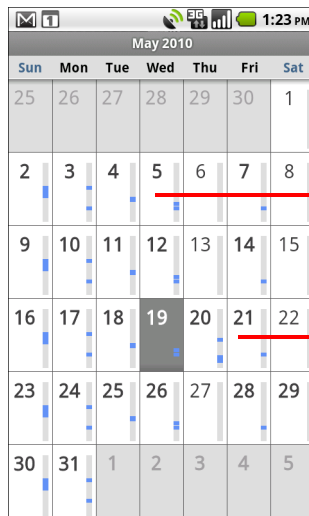 1 3G 1:23 PM
May 2010
Sun Mon Tue Wed Thu Fri Sat
25 26 27 28 29 30 1
2 3 4 5 6 7 8
9 10 11 12 13 14 15
16 17 18 19 20 21 22
23 24 25 26 27 28 29
30 31 1 2 3 4 5